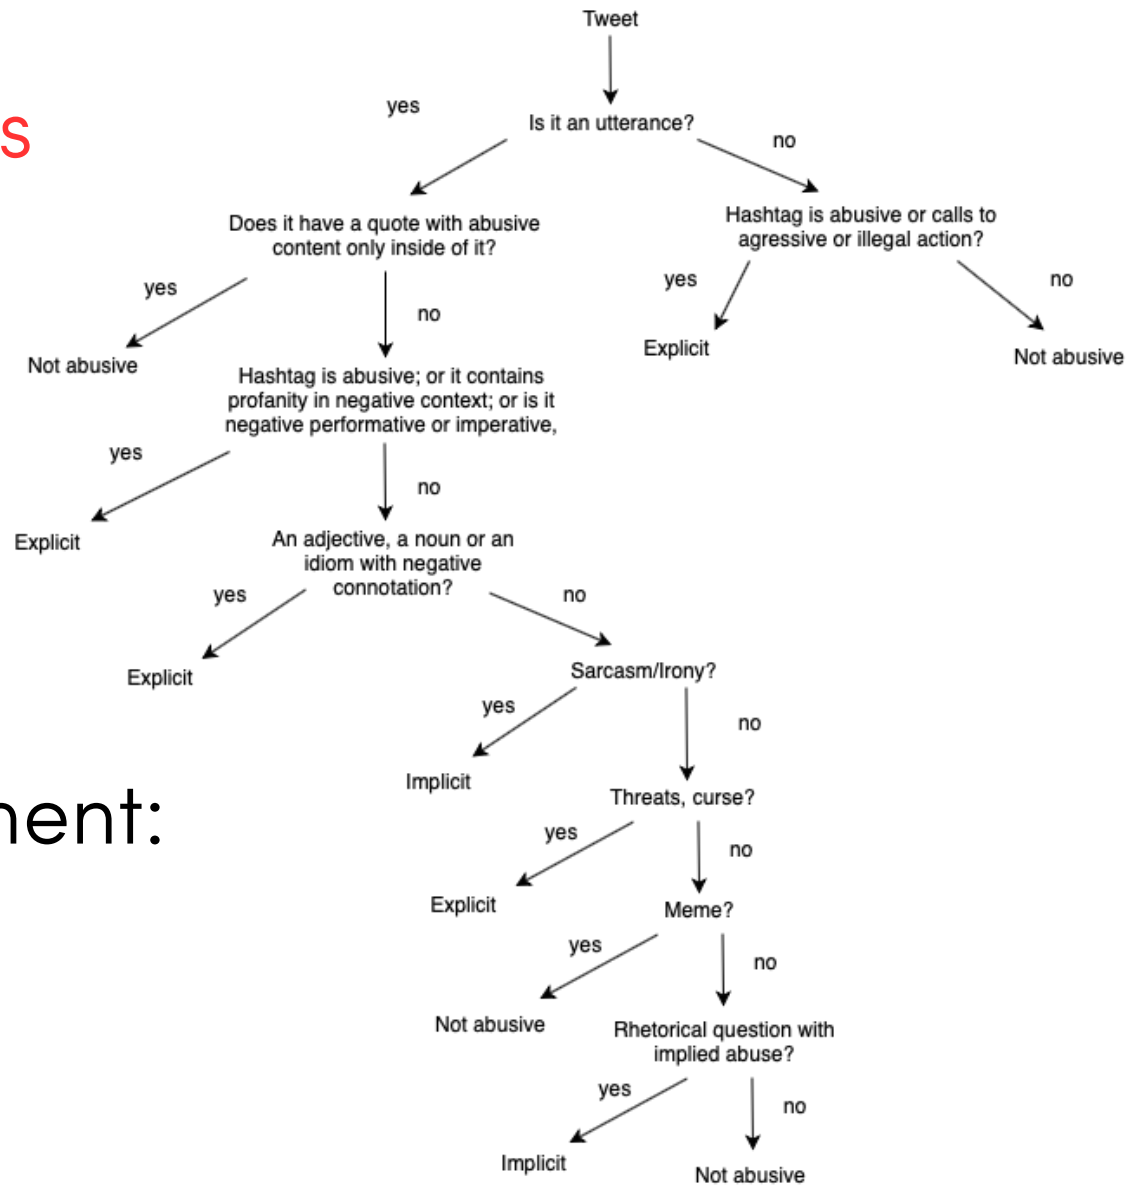 Tweet
yes
s
Is it an utterance?
no
Does it have a quote with abusive
content only inside of it?
Hashtag is abusive or calls to
agressive or illegal action?
yes
no
yes
no
Not abusive
Explicit
Not abusive
Hashtag is abusive; or it contains
profanity in negative context; or is it
negative performative or imperative,
yes
no
Explicit
An adjective, a noun or an
idiom with negative
connotation?
yes
no
Explicit
Sarcasm/Irony?
yes
no
Implicit
Threats, curse?
nent:
yes
no
Explicit
Meme?
yes
no
Not abusive
Rhetorical question with
implied abuse?
yes
no
Implicit
Not abusive